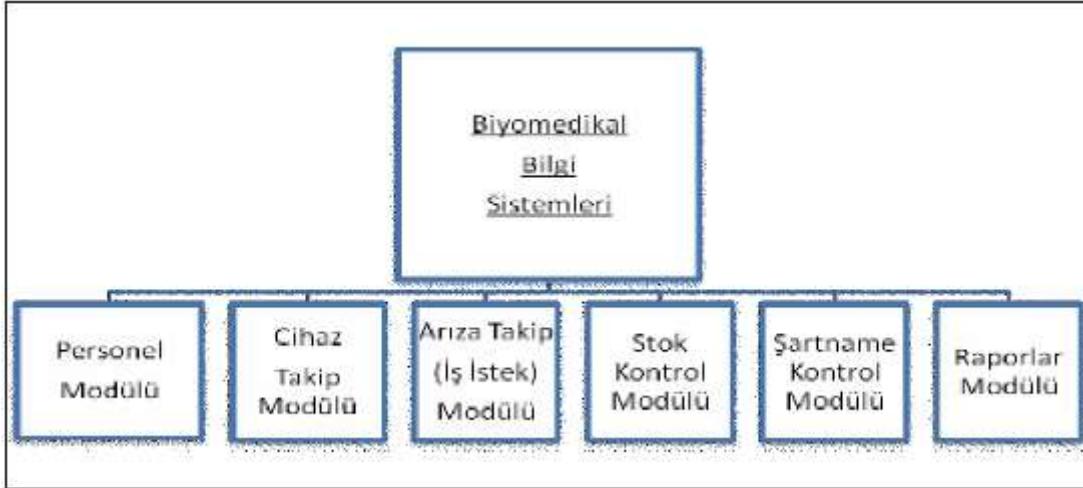 Biyomedikal
Bilgi
Sistemleri
Personel
Modülü
Cihaz
Takip
Modülü
Arıza Takip
(İş İstek)
Modülü
Stok
Kontrol
Modülü
Şartname
Kontrol
Modülü
Raporlar
Modülü